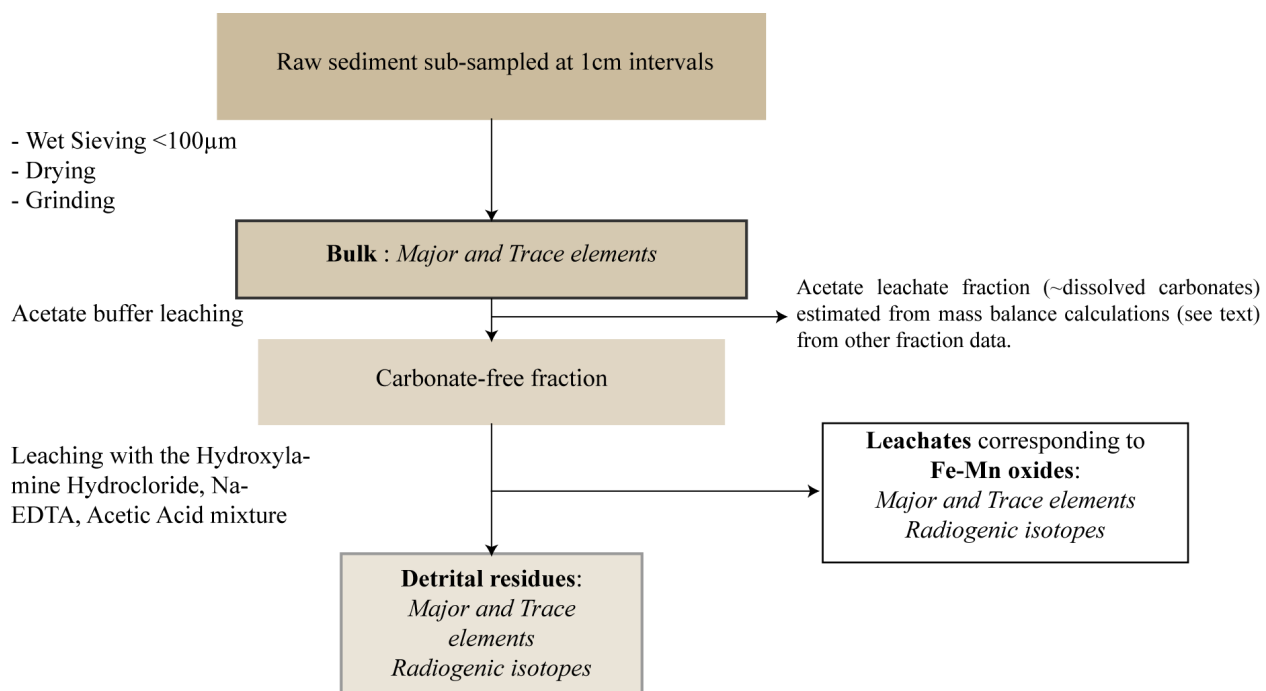 Raw sediment sub-sampled at 1cm intervals
- Wet Sieving <100µm
- Drying
- Grinding
Bulk : Major and Trace elements
Acetate buffer leaching
Acetate leachate fraction (~dissolved carbonates)
estimated from mass balance calculations (see text)
from other fraction data.
Carbonate-free fraction
Leaching with the Hydroxyla-
mine Hydrocloride, Na-
EDTA, Acetic Acid mixture
Leachates corresponding to
Fe-Mn oxides:
Major and Trace elements
Radiogenic isotopes
Detrital residues:
Major and Trace
elements
Radiogenic isotopes